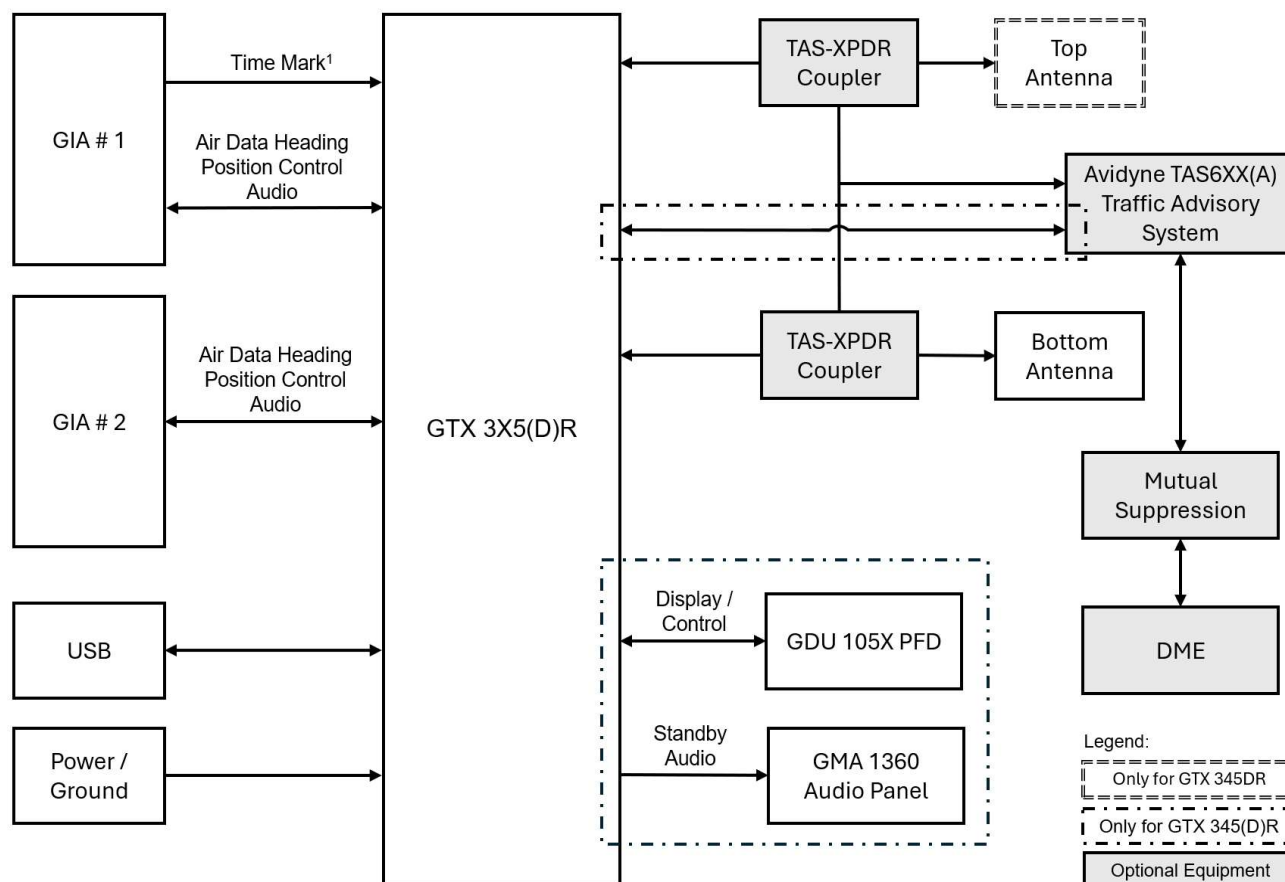 GIA # 1
Time Mark¹
Air Data Heading
Position Control
Audio
GIA # 2
Air Data Heading
Position Control
Audio
USB
Power /
Ground
GTX 3X5(D)R
TAS-XPDR
Coupler
Top
Antenna
Avidyne TAS6XX(A)
Traffic Advisory
System
TAS-XPDR
Coupler
Bottom
Antenna
Mutual
Suppression
DME
Display /
Control
GDU 105X PFD
Standby
Audio
GMA 1360
Audio Panel
Legend:
Only for GTX 345DR
Only for GTX 345(D)R
Optional Equipment